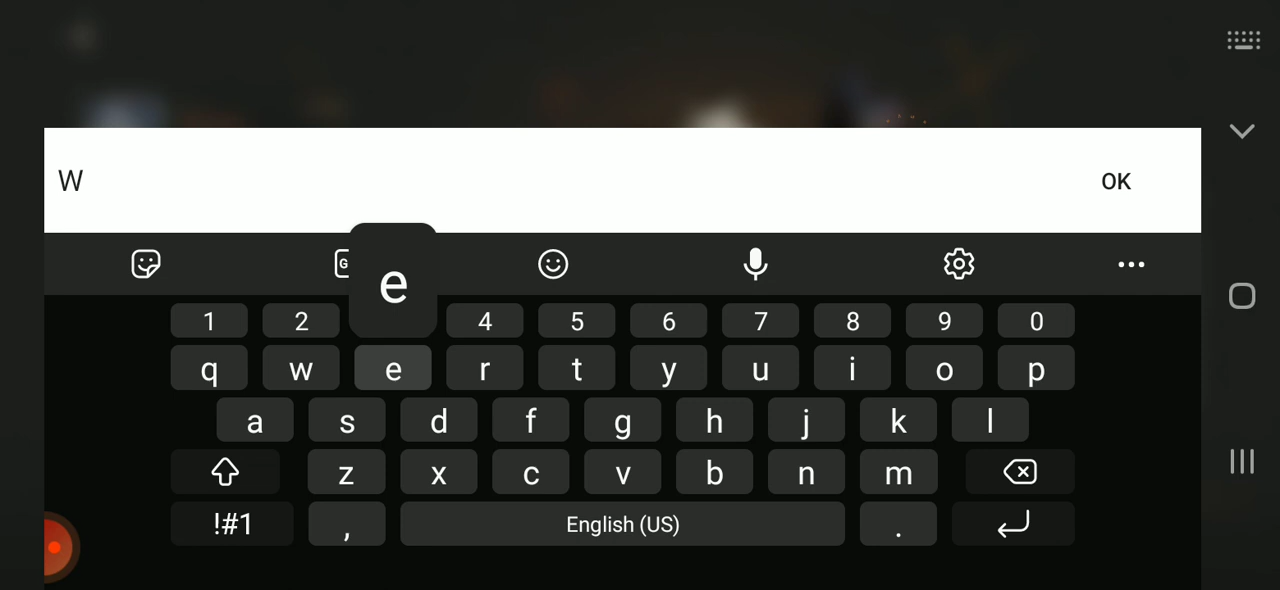 W
OK
G
e
1 2 4 5 6 7 8 9 0
q w e r t y u i o p
a s d f g h j k l
z x c v b n m
!#1 , English (US) .